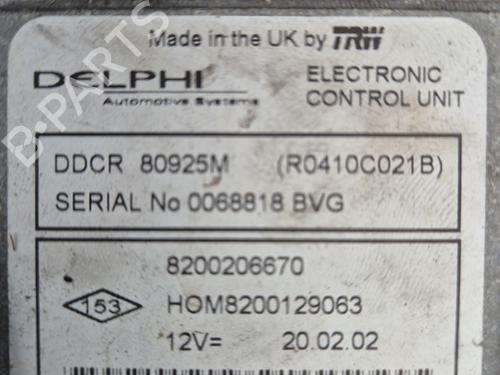 Made in the UK by TRW
DELPHI
Automotive Systems
ELECTRONIC
CONTROL UNIT
DDCR 80925M (R0410C021B)
SERIAL No 0068818 BVG
8200206670
153
HOM8200129063
12V= 20.02.02
B-PARTS